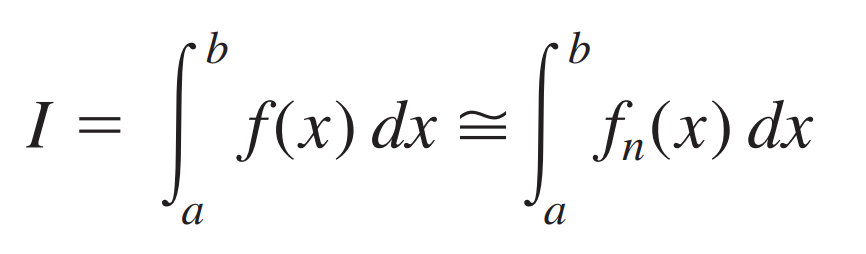 I = ∫_a^b f(x) dx ≅ ∫_a^b f_n(x) dx